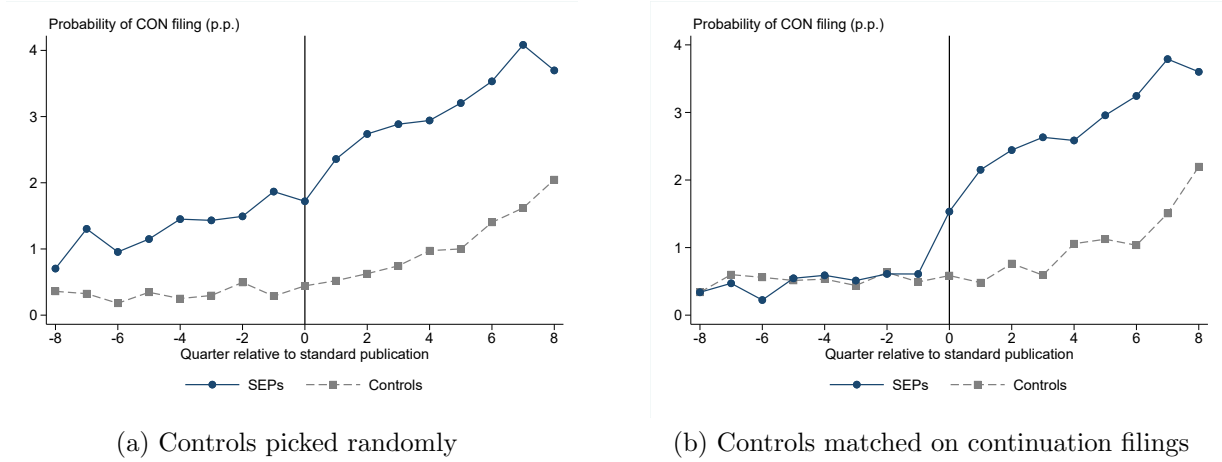 Probability of CON filing (p.p.)
4
3
2
1
0
-8 -6 -4 -2 0 2 4 6 8
Quarter relative to standard publication
SEPs Controls
(a) Controls picked randomly
Probability of CON filing (p.p.)
4
3
2
1
0
-8 -6 -4 -2 0 2 4 6 8
Quarter relative to standard publication
SEPs Controls
(b) Controls matched on continuation filings